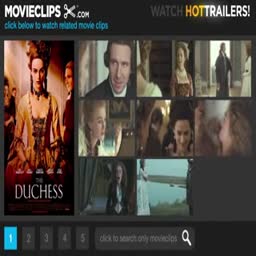 MOVIECLIPS .COM
click below to watch related movie clips
WATCH HOTTRAILERS!
THE
DUCHESS
1 2 3 4 5
click to search only movieclips